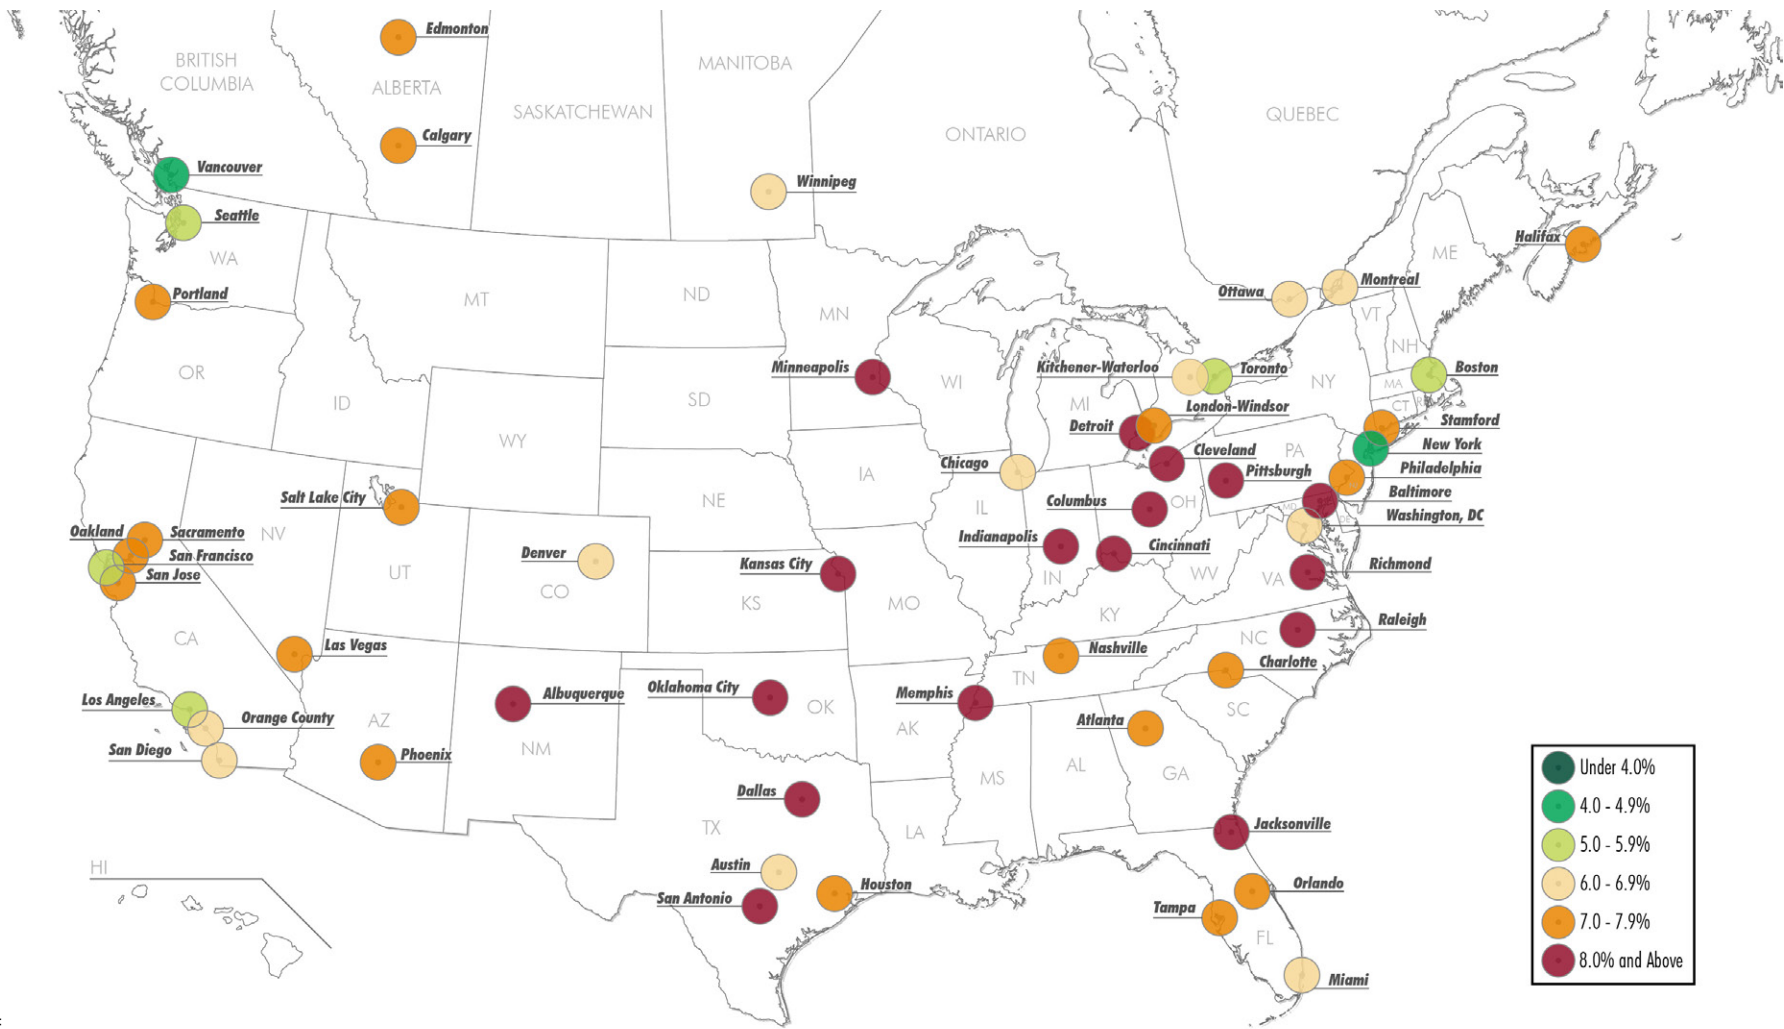 Edmonton
BRITISH
COLUMBIA
MANITOBA
ALBERTA
SASKATCHEWAN
QUEBEC
ONTARIO
Calgary
Vancouver
Winnipeg
Seattle
WA
Halifax
ME
Portland
Ottawa
Montreal
MT
ND
MN
VT
NH
Minneapolis
Kitchener-Waterloo
Toronto
Boston
OR
WI
NY
MA
ID
SD
MI
London-Windsor
CT
RI
Detroit
Stamford
WY
New York
Cleveland
PA
Chicago
Pittsburgh
Philadelphia
IA
Salt Lake City
NE
Columbus
OH
Baltimore
IL
MD
DE
Washington, DC
Oakland
Sacramento
NV
San Francisco
Denver
Indianapolis
Cincinnati
San Jose
UT
CO
Kansas City
IN
WV
VA
Richmond
KS
MO
KY
Raleigh
CA
NC
Las Vegas
Nashville
Charlotte
TN
Los Angeles
Albuquerque
Oklahoma City
Memphis
OK
SC
Orange County
AZ
Atlanta
AK
San Diego
Phoenix
NM
AL
GA
MS
Dallas
TX
LA
Jacksonville
HI
Austin
Houston
Orlando
San Antonio
Tampa
FL
Miami
Under 4.0%
4.0 - 4.9%
5.0 - 5.9%
6.0 - 6.9%
7.0 - 7.9%
8.0% and Above